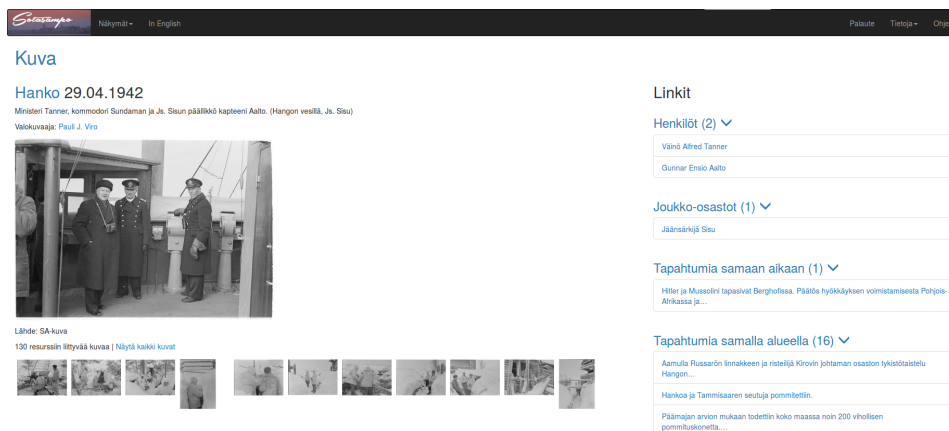 Sotasampo
Näkymät
In English
Palaute
Tietoja
Ohje
Kuva
Hanko 29.04.1942
Ministeri Tanner, kommodori Sundaman ja Js. Sisun päällikkö kapteeni Aalto. (Hangon vesillä, Js. Sisu)
Valokuvaaja: Pauli J. Viro
Lähde: SA-kuva
130 resurssiin liittyvää kuvaa | Näytä kaikki kuvat
Linkit
Henkilöt (2)
Väinö Alfred Tanner
Gunnar Ensio Aalto
Joukko-osastot (1)
Jäänsärkijä Sisu
Tapahtumia samaan aikaan (1)
Hitler ja Mussolini tapasivat Berghofissa. Päätös hyökkäyksen voimistamisesta Pohjois-
Afrikassa ja…
Tapahtumia samalla alueella (16)
Aamulla Russarön linnakkeen ja risteilijä Kirovin johtaman osaston tykistötaistelu
Hangon…
Hankoa ja Tammisaaren seutuja pommitettiin.
Päämajan arvion mukaan todettiin koko maassa noin 200 vihollisen
pommituskonetta.…